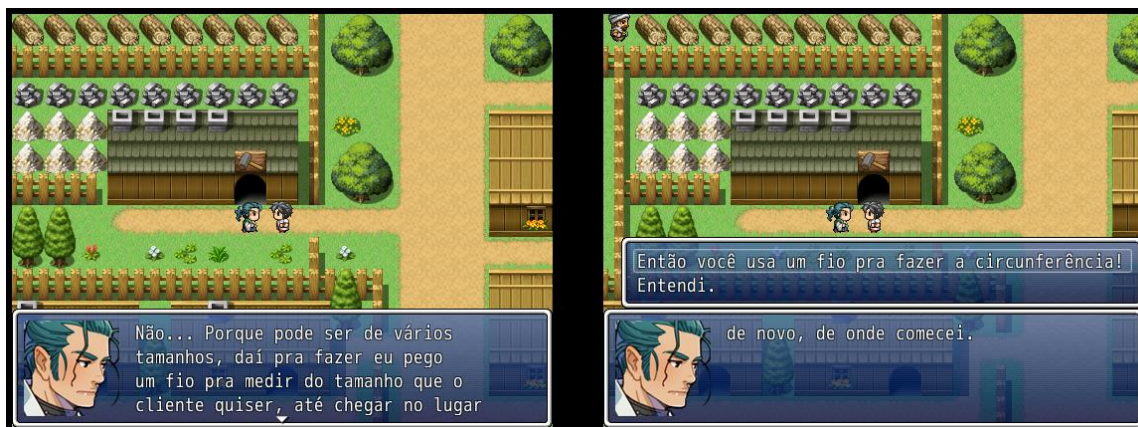 Não... Porque pode ser de vários
tamanhos, daí pra fazer eu pego
um fio pra medir do tamanho que o
cliente quiser, até chegar no lugar
Então você usa um fio pra fazer a circunferência!
Entendi.
de novo, de onde comecei.